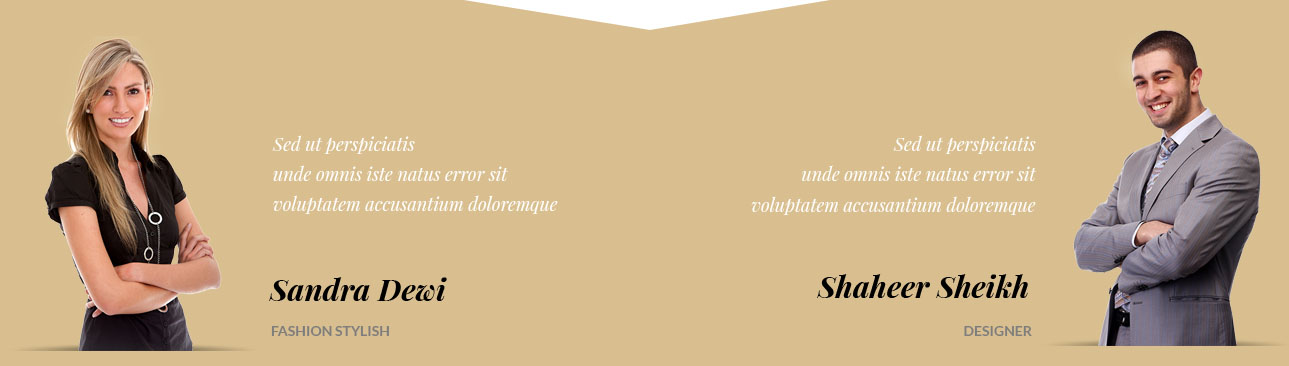 Sed ut perspiciatis
unde omnis iste natus error sit
voluptatem accusantium doloremque
Sandra Dewi
FASHION STYLISH
Sed ut perspiciatis
unde omnis iste natus error sit
voluptatem accusantium doloremque
Shaheer Sheikh
DESIGNER